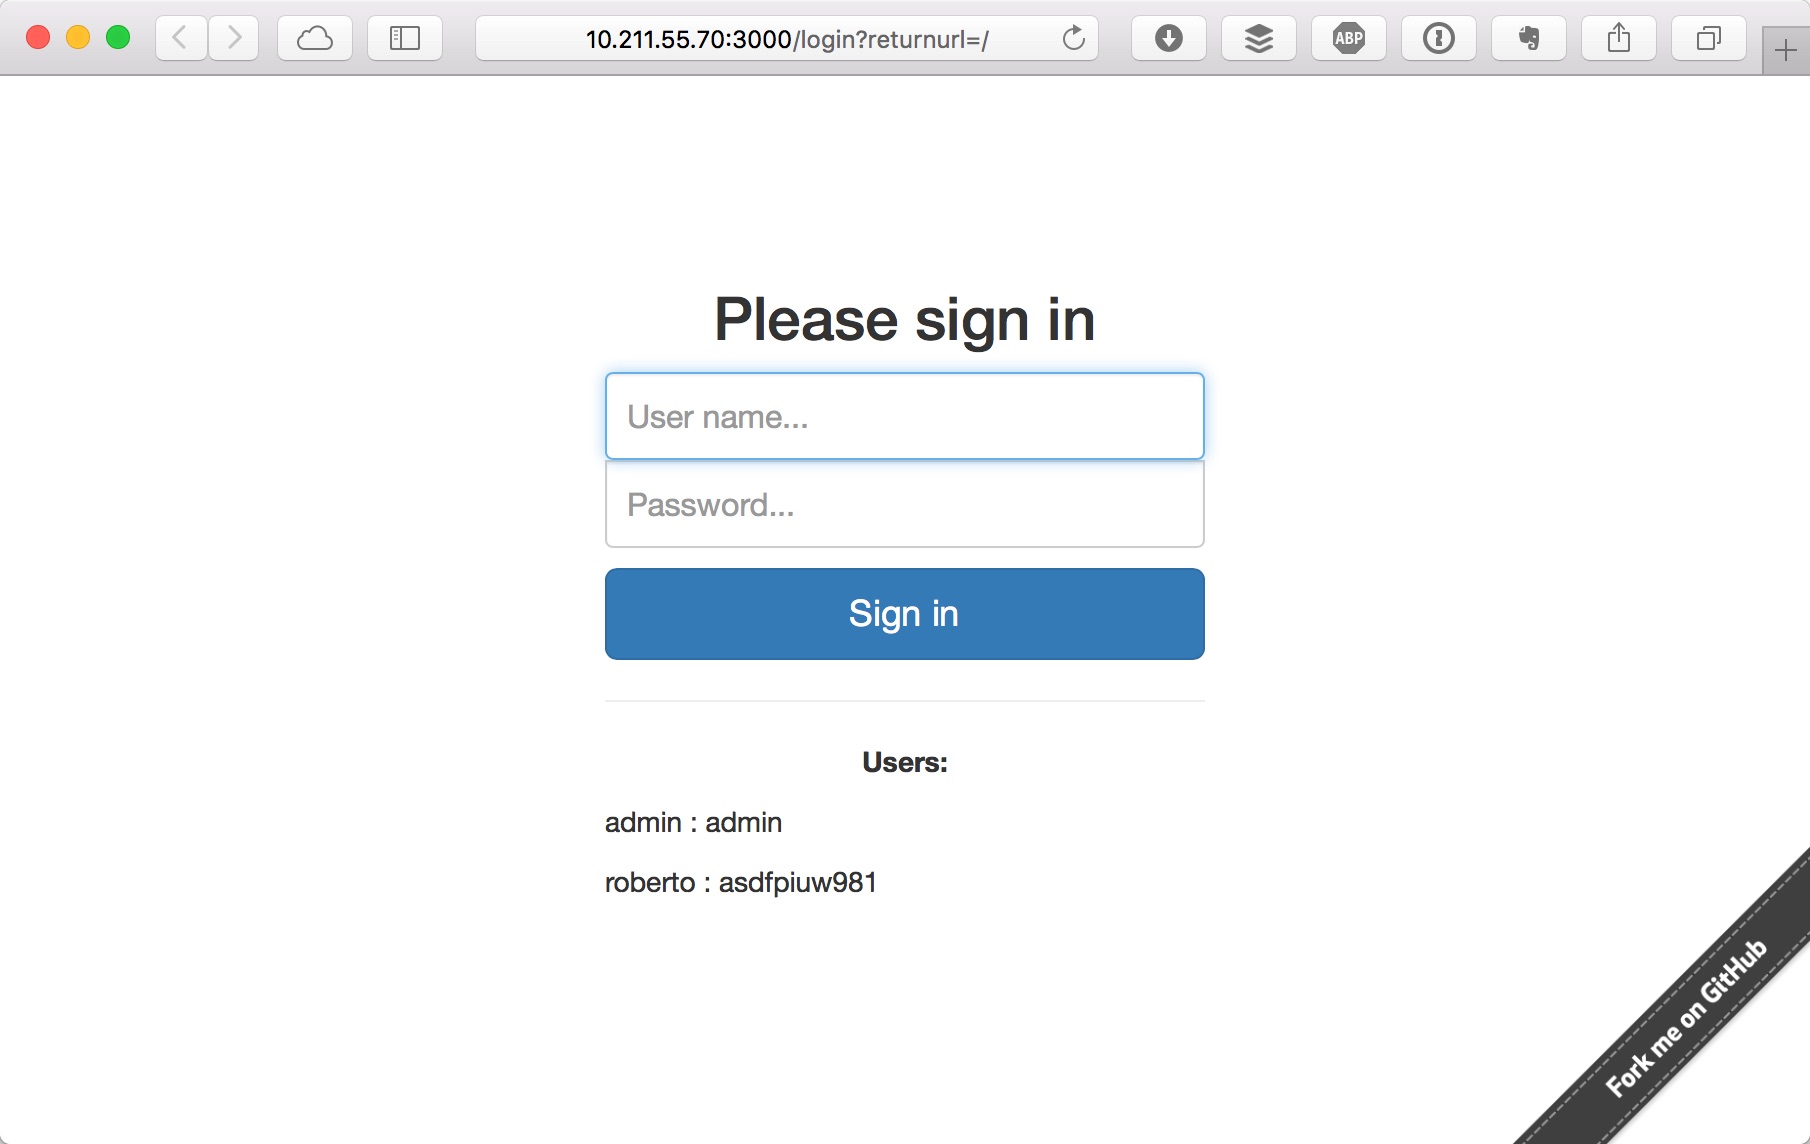 10.211.55.70:3000/login?returnurl=/
ABP
Please sign in
User name...
Password...
Sign in
Users:
admin : admin
roberto : asdfpiuw981
Fork me on GitHub